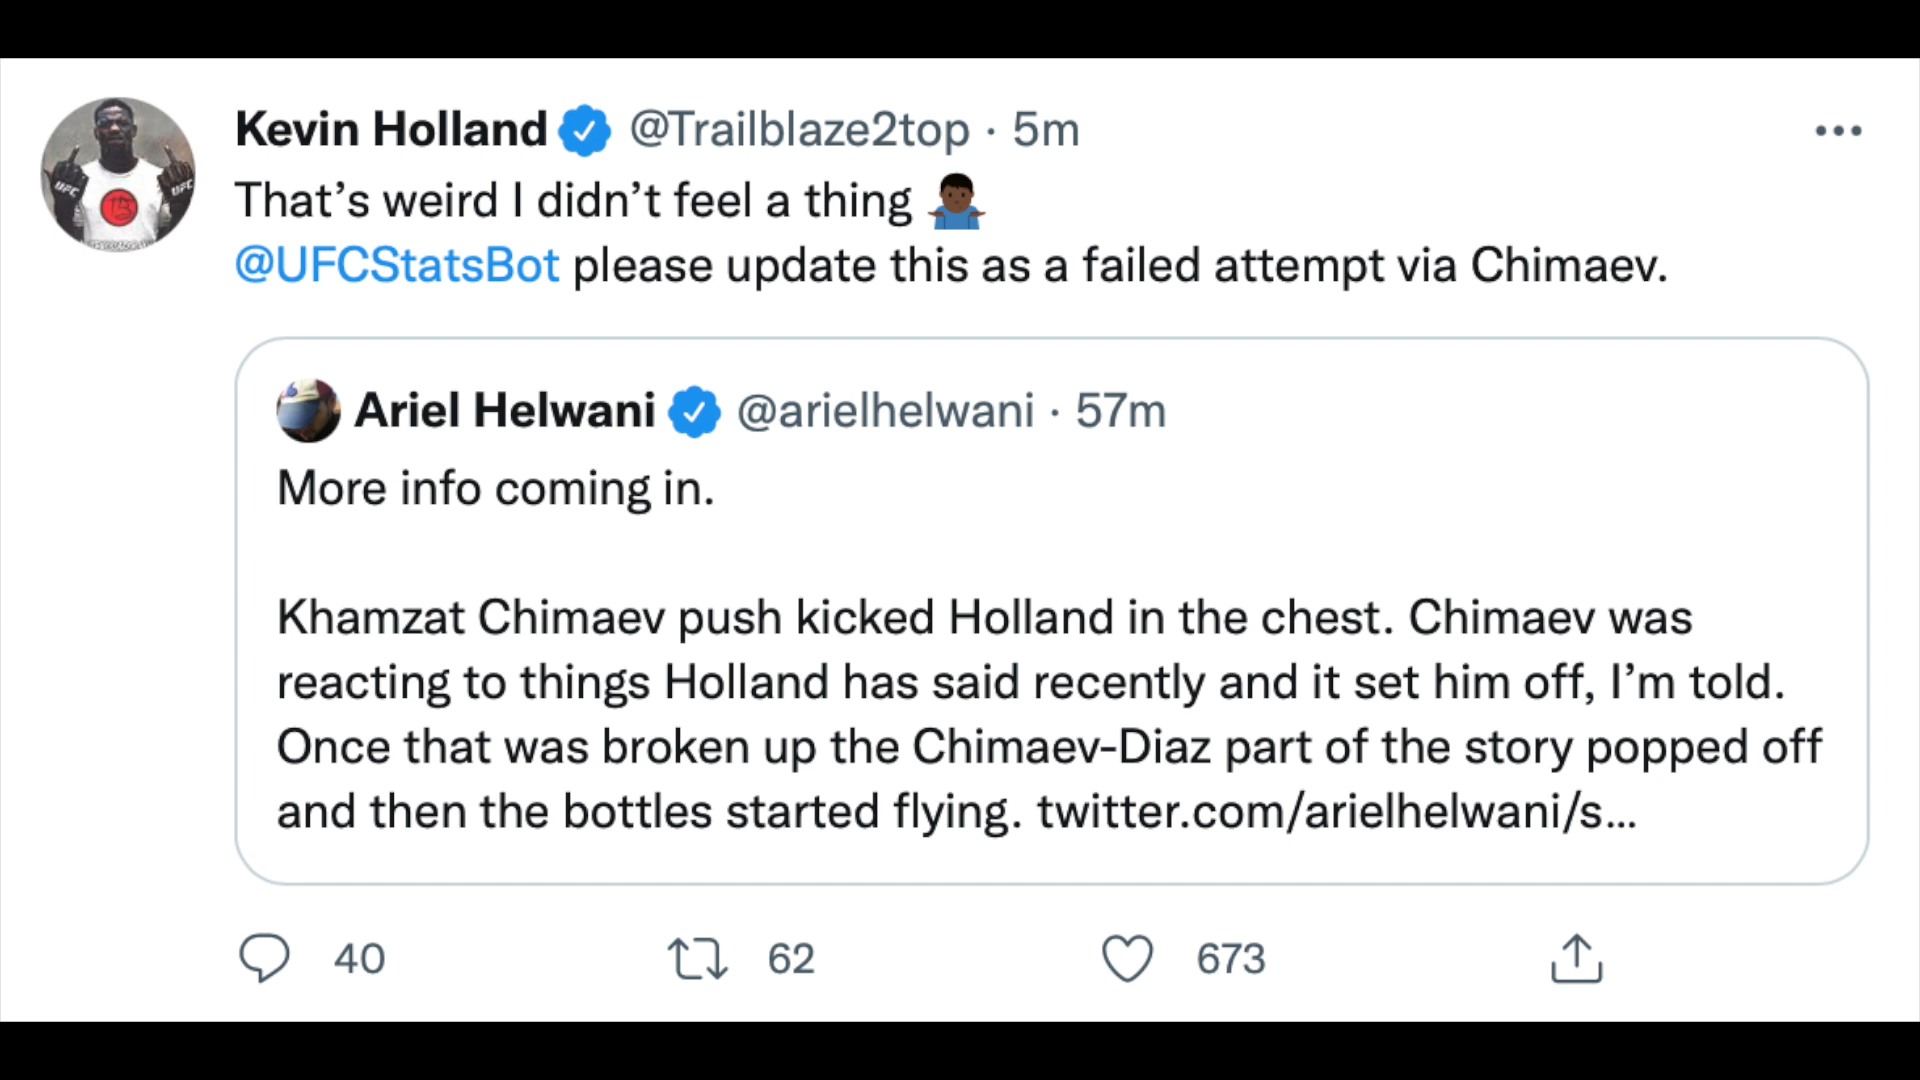 Kevin Holland @Trailblaze2top · 5m
That’s weird I didn’t feel a thing 🤷🏿‍♂️
@UFCStatsBot please update this as a failed attempt via Chimaev.
Ariel Helwani @arielhelwani · 57m
More info coming in.
Khamzat Chimaev push kicked Holland in the chest. Chimaev was
reacting to things Holland has said recently and it set him off, I’m told.
Once that was broken up the Chimaev-Diaz part of the story popped off
and then the bottles started flying. twitter.com/arielhelwani/s…
40 62 673
UFC UFC